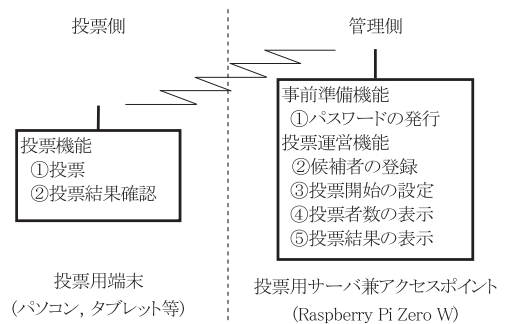 投票側
管理側
投票機能
①投票
②投票結果確認
事前準備機能
①パスワードの発行
投票運営機能
②候補者の登録
③投票開始の設定
④投票者数の表示
⑤投票結果の表示
投票用端末
(パソコン，タブレット等)
投票用サーバ兼アクセスポイント
(Raspberry Pi Zero W)